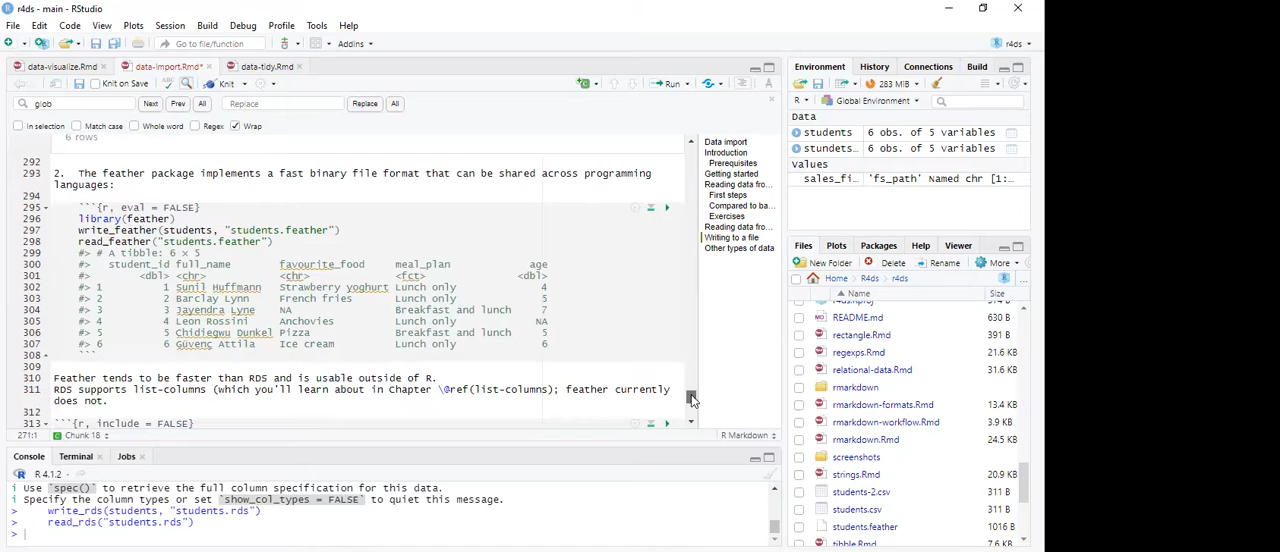 r4ds - main - RStudio
File Edit Code View Plots Session Build Debug Profile Tools Help
Go to file/function Addins r4ds
data-visualize.Rmd data-import.Rmd* data-tidy.Rmd
Knit on Save Knit Run
glob Next Prev All Replace Replace All
In selection Match case Whole word Regex Wrap
6 rows
292
293 2. The feather package implements a fast binary file format that can be shared across programming
languages:
294
295 ```{r, eval = FALSE}
296 library(feather)
297 write_feather(students, "students.feather")
298 read_feather("students.feather")
299 #> # A tibble: 6 × 5
300 #> student_id full_name favourite_food meal_plan age
301 #> <dbl> <chr> <chr> <fct> <dbl>
302 #> 1 1 Sunil Huffmann Strawberry yoghurt Lunch only 4
303 #> 2 2 Barclay Lynn French fries Lunch only 5
304 #> 3 3 Jayendra Lyne NA Breakfast and lunch 7
305 #> 4 4 Leon Rossini Anchovies Lunch only NA
306 #> 5 5 Chidiegwu Dunkel Pizza Breakfast and lunch 5
307 #> 6 6 Güvenç Attila Ice cream Lunch only 6
308 ```
309
310 Feather tends to be faster than RDS and is usable outside of R.
311 RDS supports list-columns (which you'll learn about in Chapter \@ref(list-columns); feather currently
does not.
312
313 ```{r, include = FALSE}
271:1 Chunk 18 R Markdown
Data import
Introduction
Prerequisites
Getting started
Reading data fro...
First steps
Compared to ba...
Exercises
Reading data fro...
Writing to a file
Other types of data
Console Terminal Jobs
R 4.1.2 ·
i Use `spec()` to retrieve the full column specification for this data.
i Specify the column types or set `show_col_types = FALSE` to quiet this message.
> write_rds(students, "students.rds")
> read_rds("students.rds")
>
Environment History Connections Build
283 MiB
R Global Environment
Data
students 6 obs. of 5 variables
stundets… 6 obs. of 5 variables
values
sales_fi… 'fs_path' Named chr [1:…
Files Plots Packages Help Viewer
New Folder Delete Rename More
Home R4ds r4ds
Name Size
r4ds.Rproj
README.md 630 B
rectangle.Rmd 391 B
regexps.Rmd 21.6 KB
relational-data.Rmd 31.6 KB
rmarkdown
rmarkdown-formats.Rmd 13.4 KB
rmarkdown-workflow.Rmd 3.9 KB
rmarkdown.Rmd 24.5 KB
screenshots
strings.Rmd 20.9 KB
students-2.csv 311 B
students.csv 311 B
students.feather 1016 B
tibble.Rmd 7.6 KB